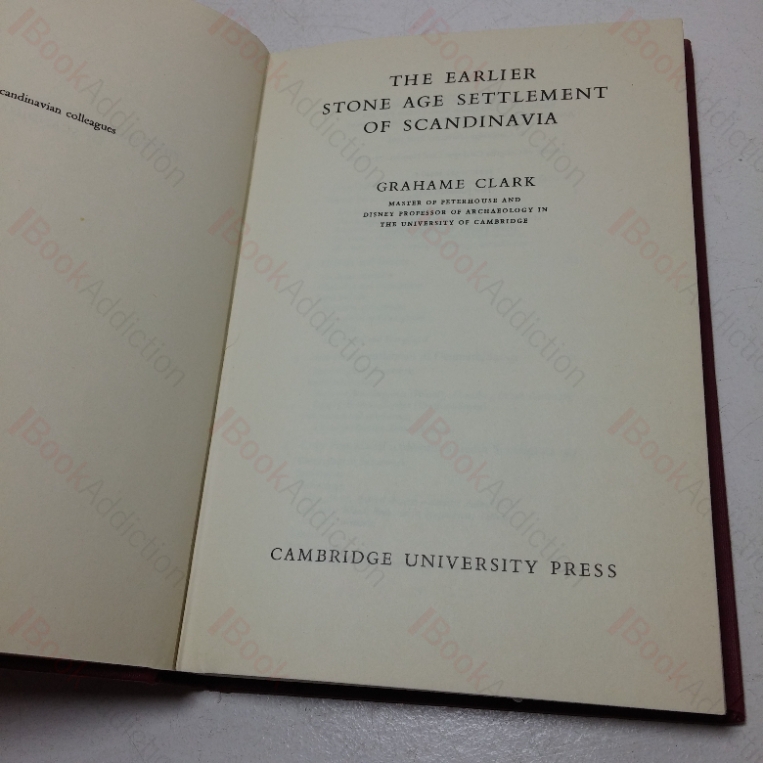 candinavian colleagues
THE EARLIER
STONE AGE SETTLEMENT
OF SCANDINAVIA
GRAHAME CLARK
MASTER OF PETERHOUSE AND
DISNEY PROFESSOR OF ARCHAEOLOGY IN
THE UNIVERSITY OF CAMBRIDGE
CAMBRIDGE UNIVERSITY PRESS
BookAddiction